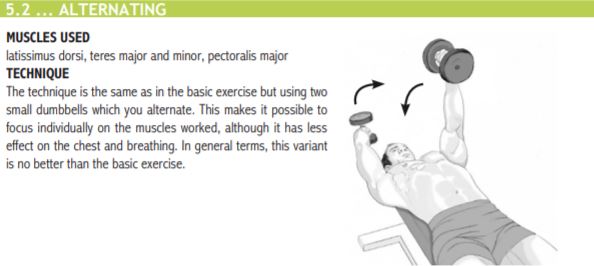 5.2 ... ALTERNATING
MUSCLES USED
latissimus dorsi, teres major and minor, pectoralis major
TECHNIQUE
The technique is the same as in the basic exercise but using two
small dumbbells which you alternate. This makes it possible to
focus individually on the muscles worked, although it has less
effect on the chest and breathing. In general terms, this variant
is no better than the basic exercise.